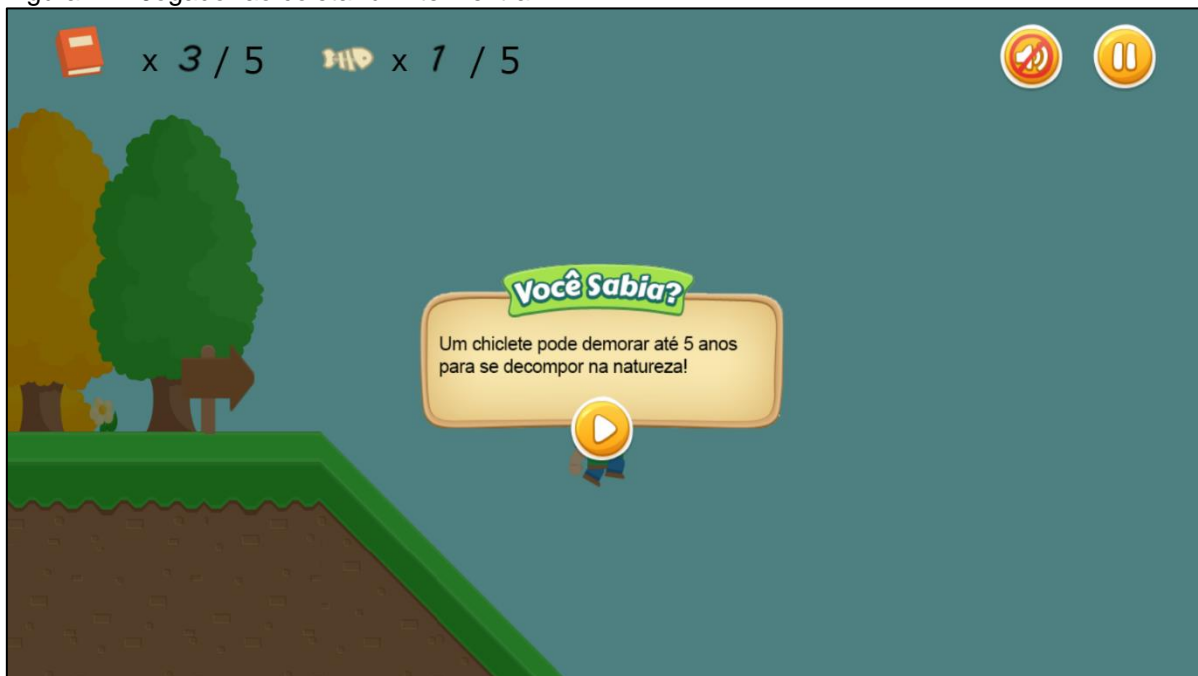 x 3 / 5 x 1 / 5
Você Sabia?
Um chiclete pode demorar até 5 anos
para se decompor na natureza!